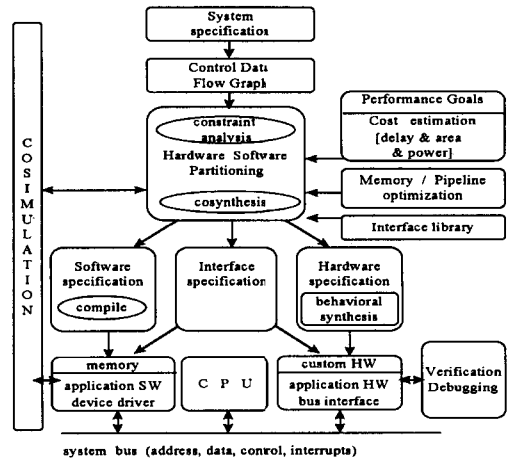 System
specification
Control Data
Flow Graph
COSIMULATION
constraint
analysis
Hardware Software
Partitioning
cosynthesis
Performance Goals
Cost estimation
[delay & area
& power]
Memory / Pipeline
optimization
Interface library
Software
specification
compile
Interface
specification
Hardware
specification
behavioral
synthesis
memory
application SW
device driver
C P U
custom HW
application HW
bus interface
Verification
Debugging
system bus (address, data, control, interrupts)